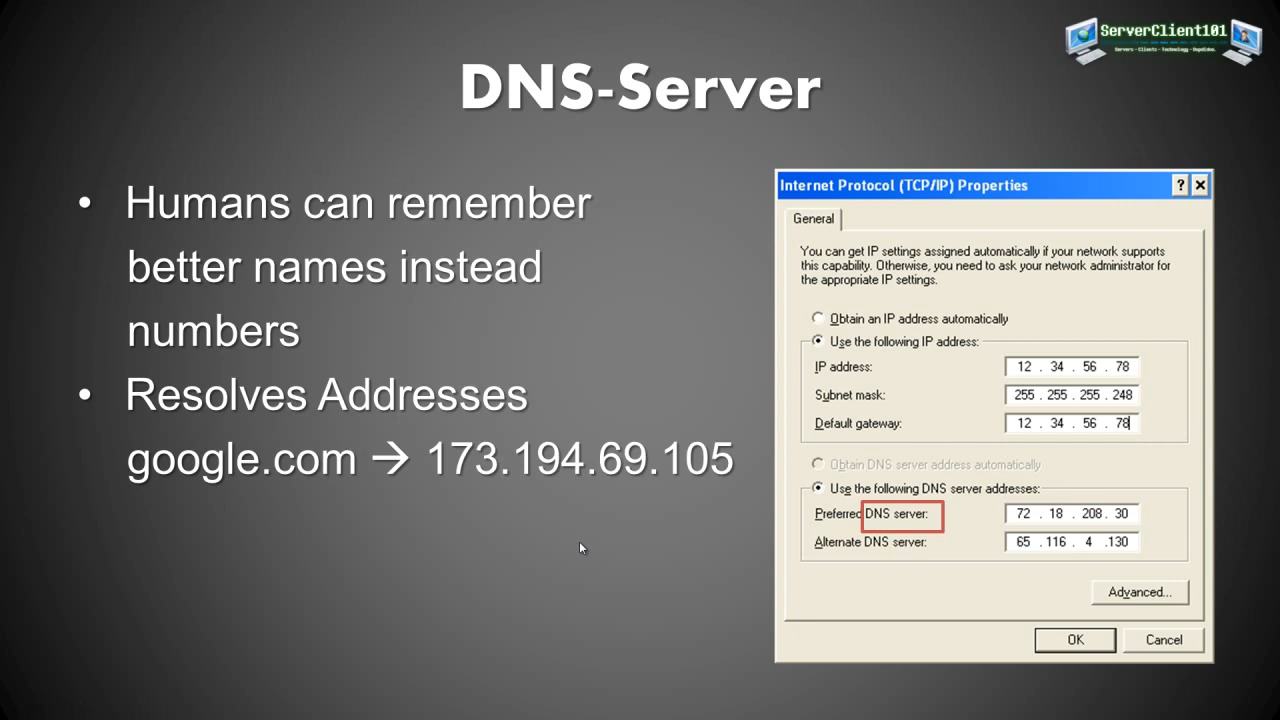 ServerClient101
Servers - Clients - Technology - HopeDidoo.
DNS-Server
• Humans can remember
better names instead
numbers
• Resolves Addresses
google.com → 173.194.69.105
Internet Protocol (TCP/IP) Properties
General
You can get IP settings assigned automatically if your network supports
this capability. Otherwise, you need to ask your network administrator for
the appropriate IP settings.
Obtain an IP address automatically
Use the following IP address:
IP address: 12 . 34 . 56 . 78
Subnet mask: 255 . 255 . 255 . 248
Default gateway: 12 . 34 . 56 . 78
Obtain DNS server address automatically
Use the following DNS server addresses:
Preferred DNS server: 72 . 18 . 208 . 30
Alternate DNS server: 65 . 116 . 4 . 130
Advanced...
OK Cancel